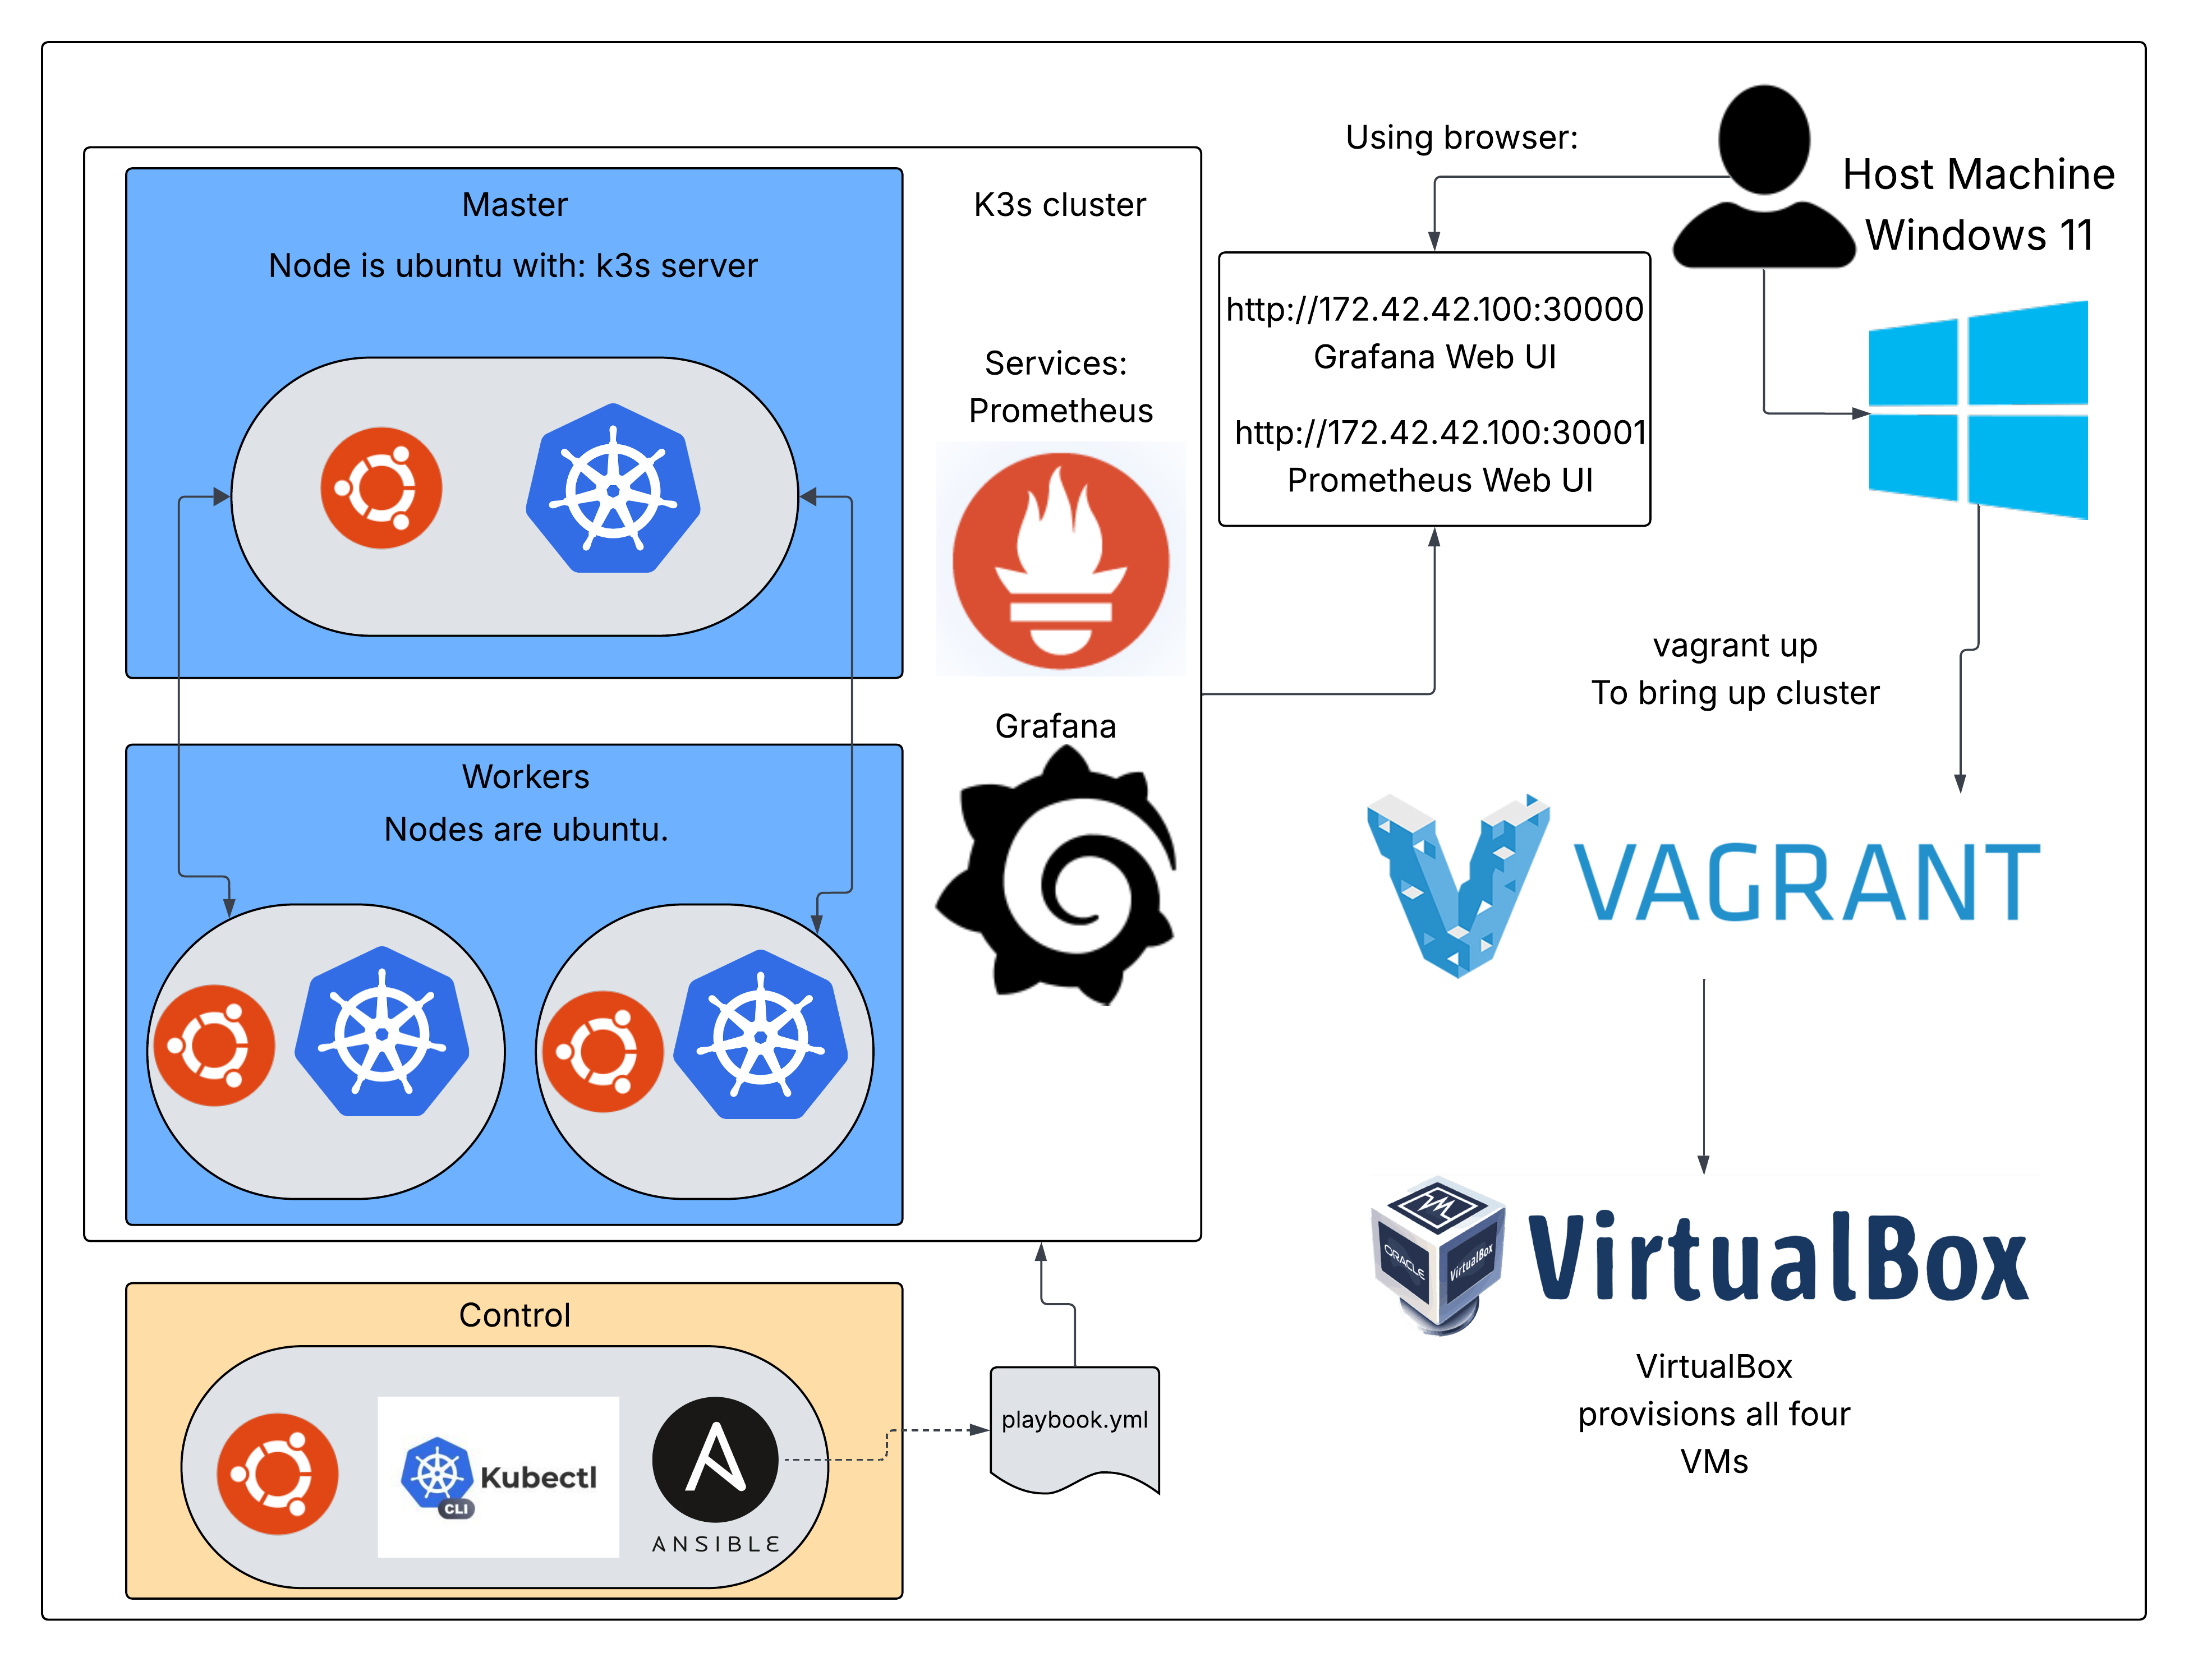 Using browser:
Host Machine
Windows 11
Master
Node is ubuntu with: k3s server
K3s cluster
http://172.42.42.100:30000
Grafana Web UI
http://172.42.42.100:30001
Prometheus Web UI
Services:
Prometheus
Grafana
vagrant up
To bring up cluster
Workers
Nodes are ubuntu.
VAGRANT
ORACLE
VirtualBox
VirtualBox
VirtualBox
provisions all four
VMs
Control
Kubectl
CLI
ANSIBLE
playbook.yml